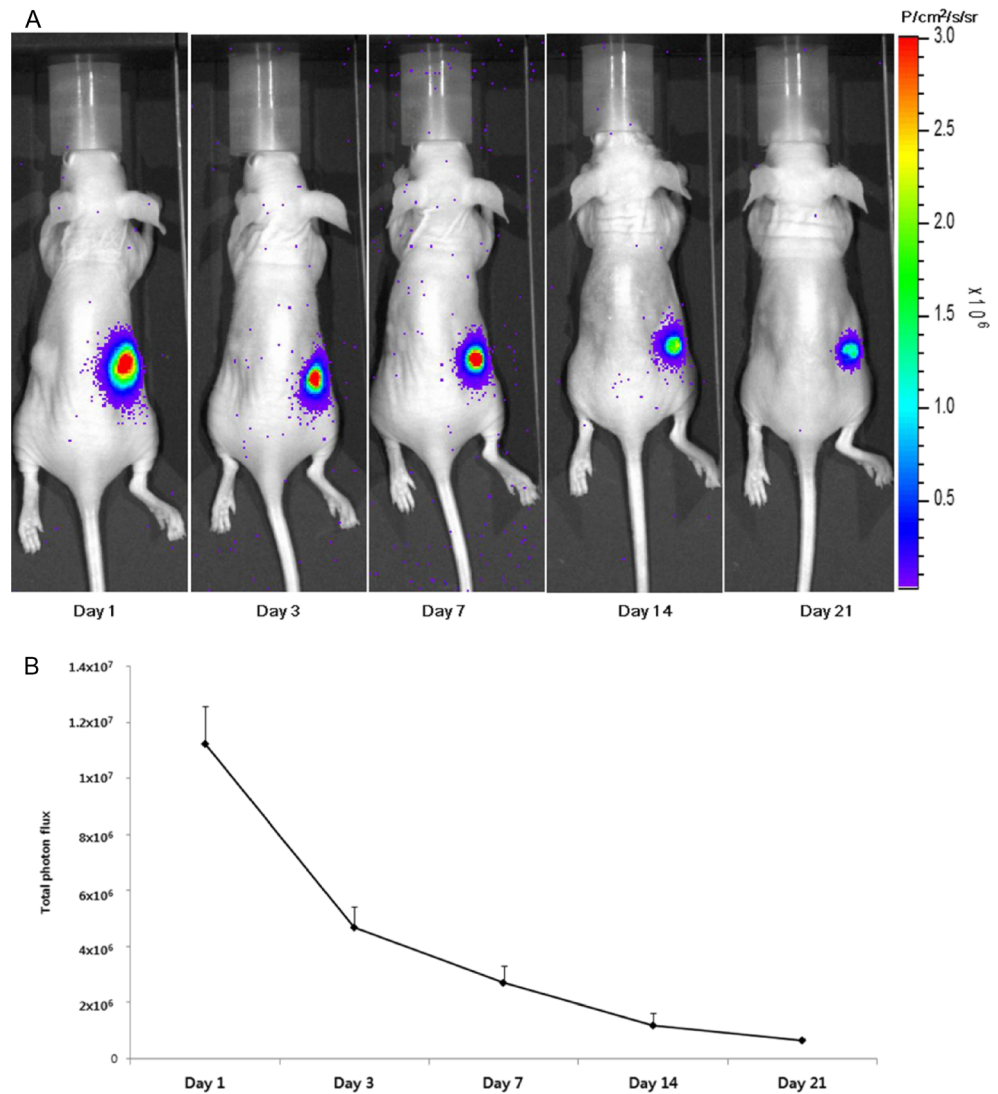 A
P/cm²/s/sr
3.0
2.5
2.0
1.5
1.0
0.5
x 10⁶
Day 1 Day 3 Day 7 Day 14 Day 21
B
1.4x10⁷
1.2x10⁷
1x10⁷
8x10⁶
6x10⁶
4x10⁶
2x10⁶
0
Total photon flux
Day 1 Day 3 Day 7 Day 14 Day 21